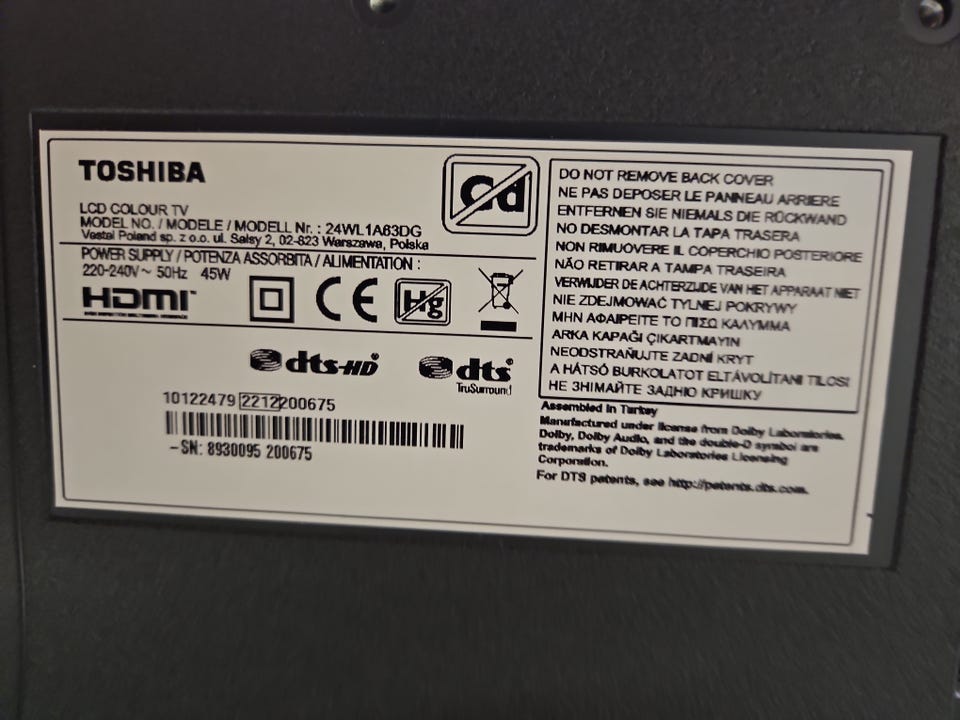 TOSHIBA
LCD COLOUR TV
MODEL NO. / MODELE / MODELL Nr. : 24WL1A63DG
Vestel Poland sp. z o.o. ul. Salsy 2, 02-823 Warszawa, Polska
POWER SUPPLY / POTENZA ASSORBITA / ALIMENTATION :
220-240V ~ 50Hz 45W
HDMI
CE
Hg
Cd
dts-HD
dts
TruSurround
10122479 2212200675
-SN: 8930095 200675
DO NOT REMOVE BACK COVER
NE PAS DEPOSER LE PANNEAU ARRIERE
ENTFERNEN SIE NIEMALS DIE RÜCKWAND
NO DESMONTAR LA TAPA TRASERA
NON RIMUOVERE IL COPERCHIO POSTERIORE
NÃO RETIRAR A TAMPA TRASEIRA
VERWIJDER DE ACHTERZIJDE VAN HET APPARAAT NIET
NIE ZDEJMOWAĆ TYLNEJ POKRYWY
ΜΗΝ ΑΦΑΙΡΕΙΤΕ ΤΟ ΠΙΣΩ ΚΑΛΥΜΜΑ
ARKA KAPAĞI ÇIKARTMAYIN
NEODSTRAŇUJTE ZADNÍ KRYT
A HÁTSÓ BURKOLATOT ELTÁVOLÍTANI TILOS!
НЕ ЗНІМАЙТЕ ЗАДНЮ КРИШКУ
Assembled in Turkey
Manufactured under license from Dolby Laboratories.
Dolby, Dolby Audio, and the double-D symbol are
trademarks of Dolby Laboratories Licensing
Corporation.
For DTS patents, see http://patents.dts.com.